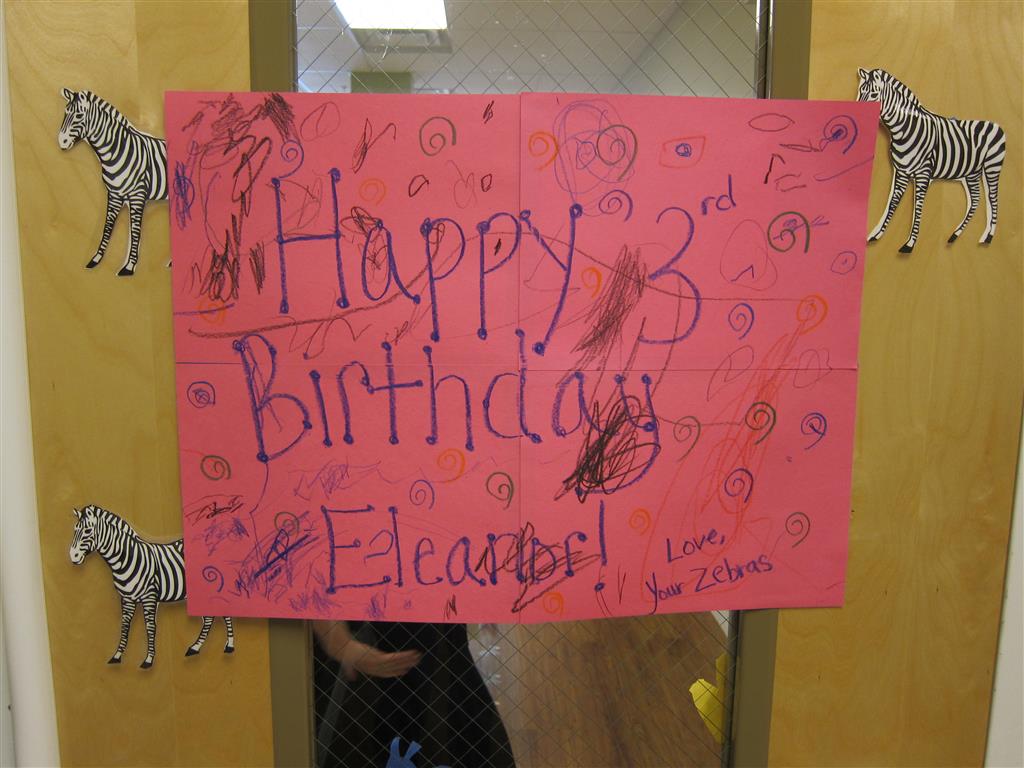 Happy 3rd
Birthday
Eleanor!
Love,
Your Zebras